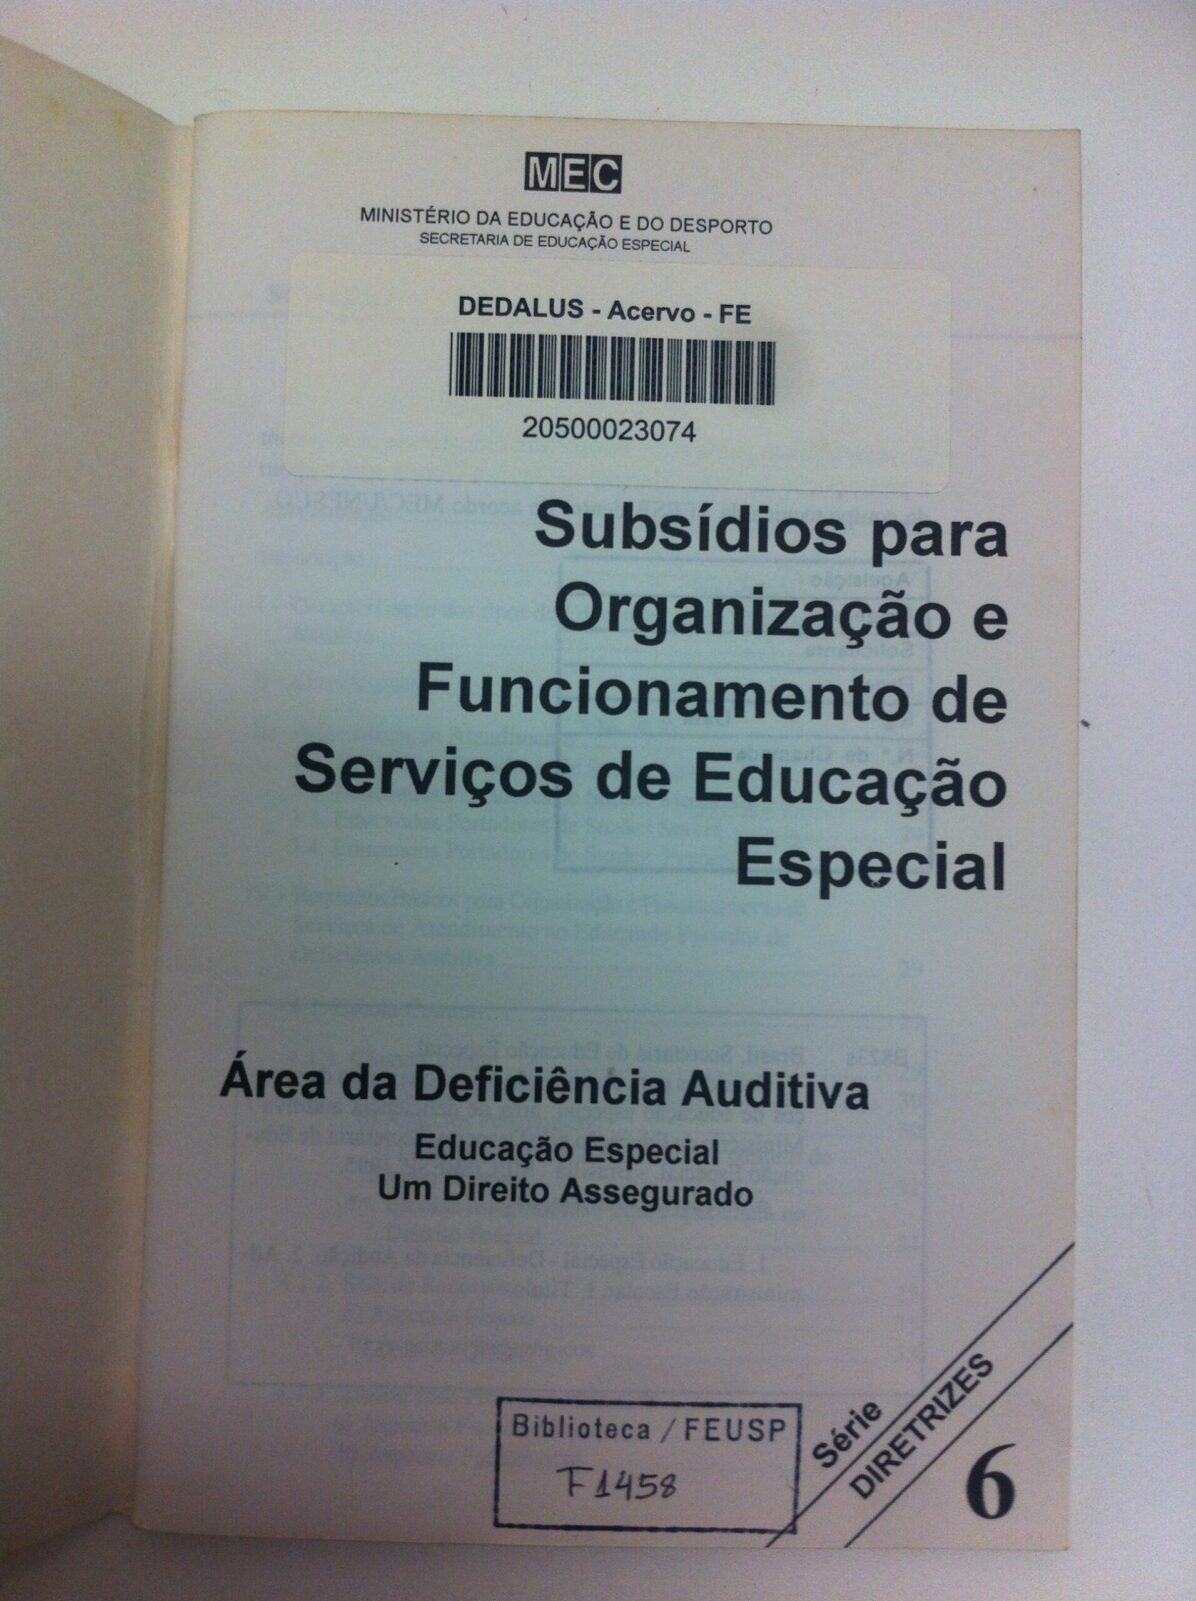 MEC
MINISTÉRIO DA EDUCAÇÃO E DO DESPORTO
SECRETARIA DE EDUCAÇÃO ESPECIAL
DEDALUS - Acervo - FE
20500023074
Subsídios para
Organização e
Funcionamento de
Serviços de Educação
Especial
Área da Deficiência Auditiva
Educação Especial
Um Direito Assegurado
Biblioteca / FEUSP
F1458
Série
DIRETRIZES
6